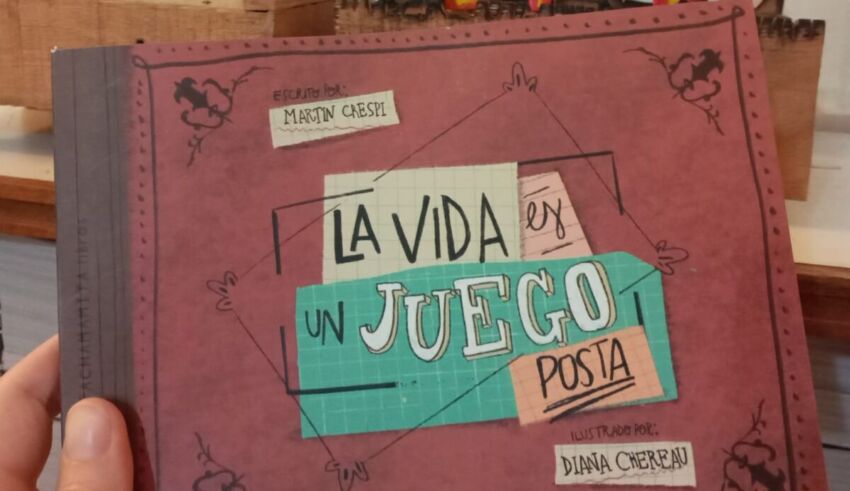 ESCRITO POR:
MARTIN CRESPI
LA VIDA es
UN JUEGO
POSTA
ILUSTRADO POR:
DIANA CHEREAU